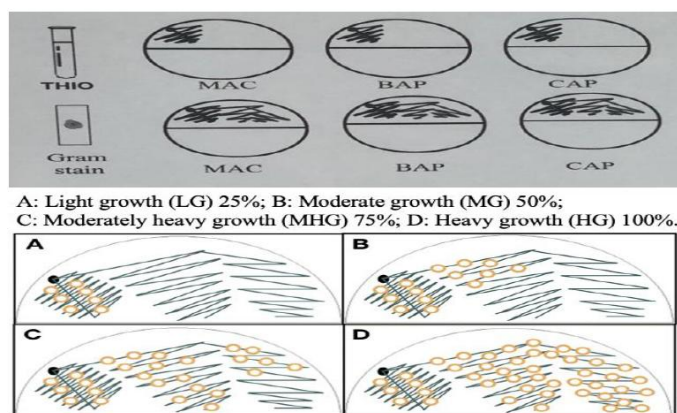 THIO
MAC BAP CAP
Gram
stain
MAC BAP CAP
A: Light growth (LG) 25%; B: Moderate growth (MG) 50%;
C: Moderately heavy growth (MHG) 75%; D: Heavy growth (HG) 100%.
A B
C D